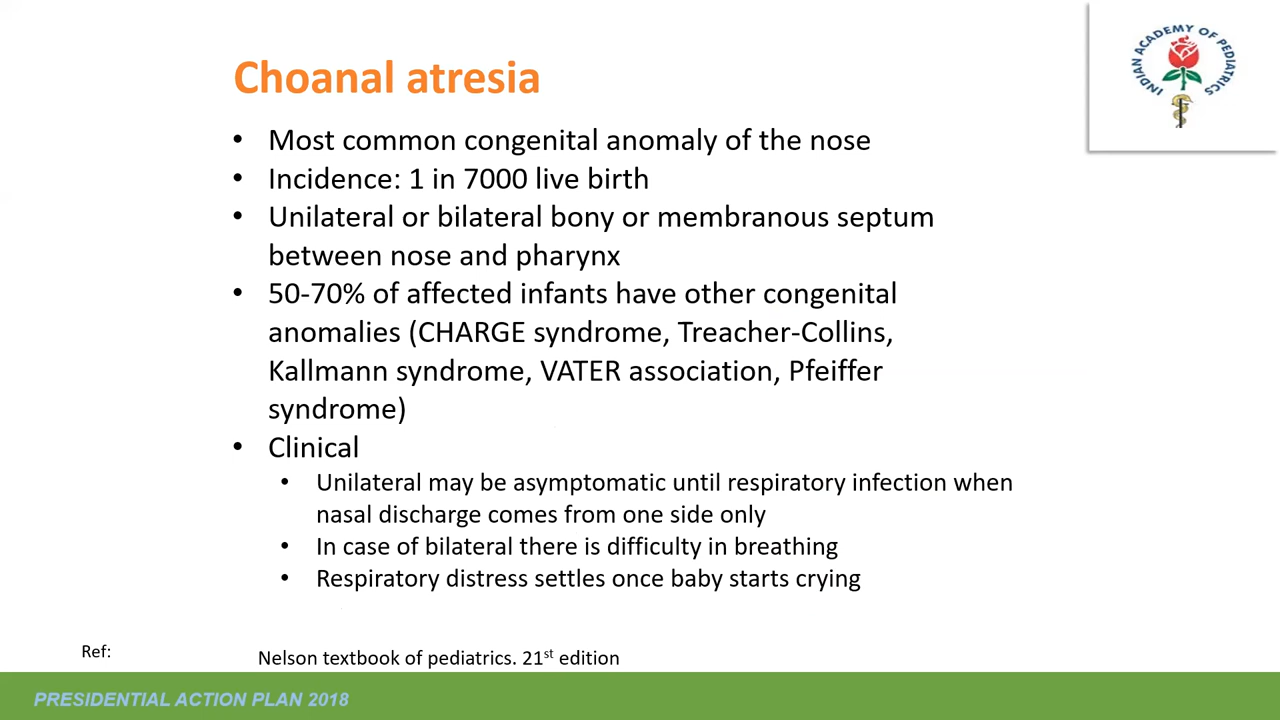 Choanal atresia
INDIAN ACADEMY OF PEDIATRICS
• Most common congenital anomaly of the nose
• Incidence: 1 in 7000 live birth
• Unilateral or bilateral bony or membranous septum
between nose and pharynx
• 50-70% of affected infants have other congenital
anomalies (CHARGE syndrome, Treacher-Collins,
Kallmann syndrome, VATER association, Pfeiffer
syndrome)
• Clinical
• Unilateral may be asymptomatic until respiratory infection when
nasal discharge comes from one side only
• In case of bilateral there is difficulty in breathing
• Respiratory distress settles once baby starts crying
Ref:
Nelson textbook of pediatrics. 21st edition
PRESIDENTIAL ACTION PLAN 2018